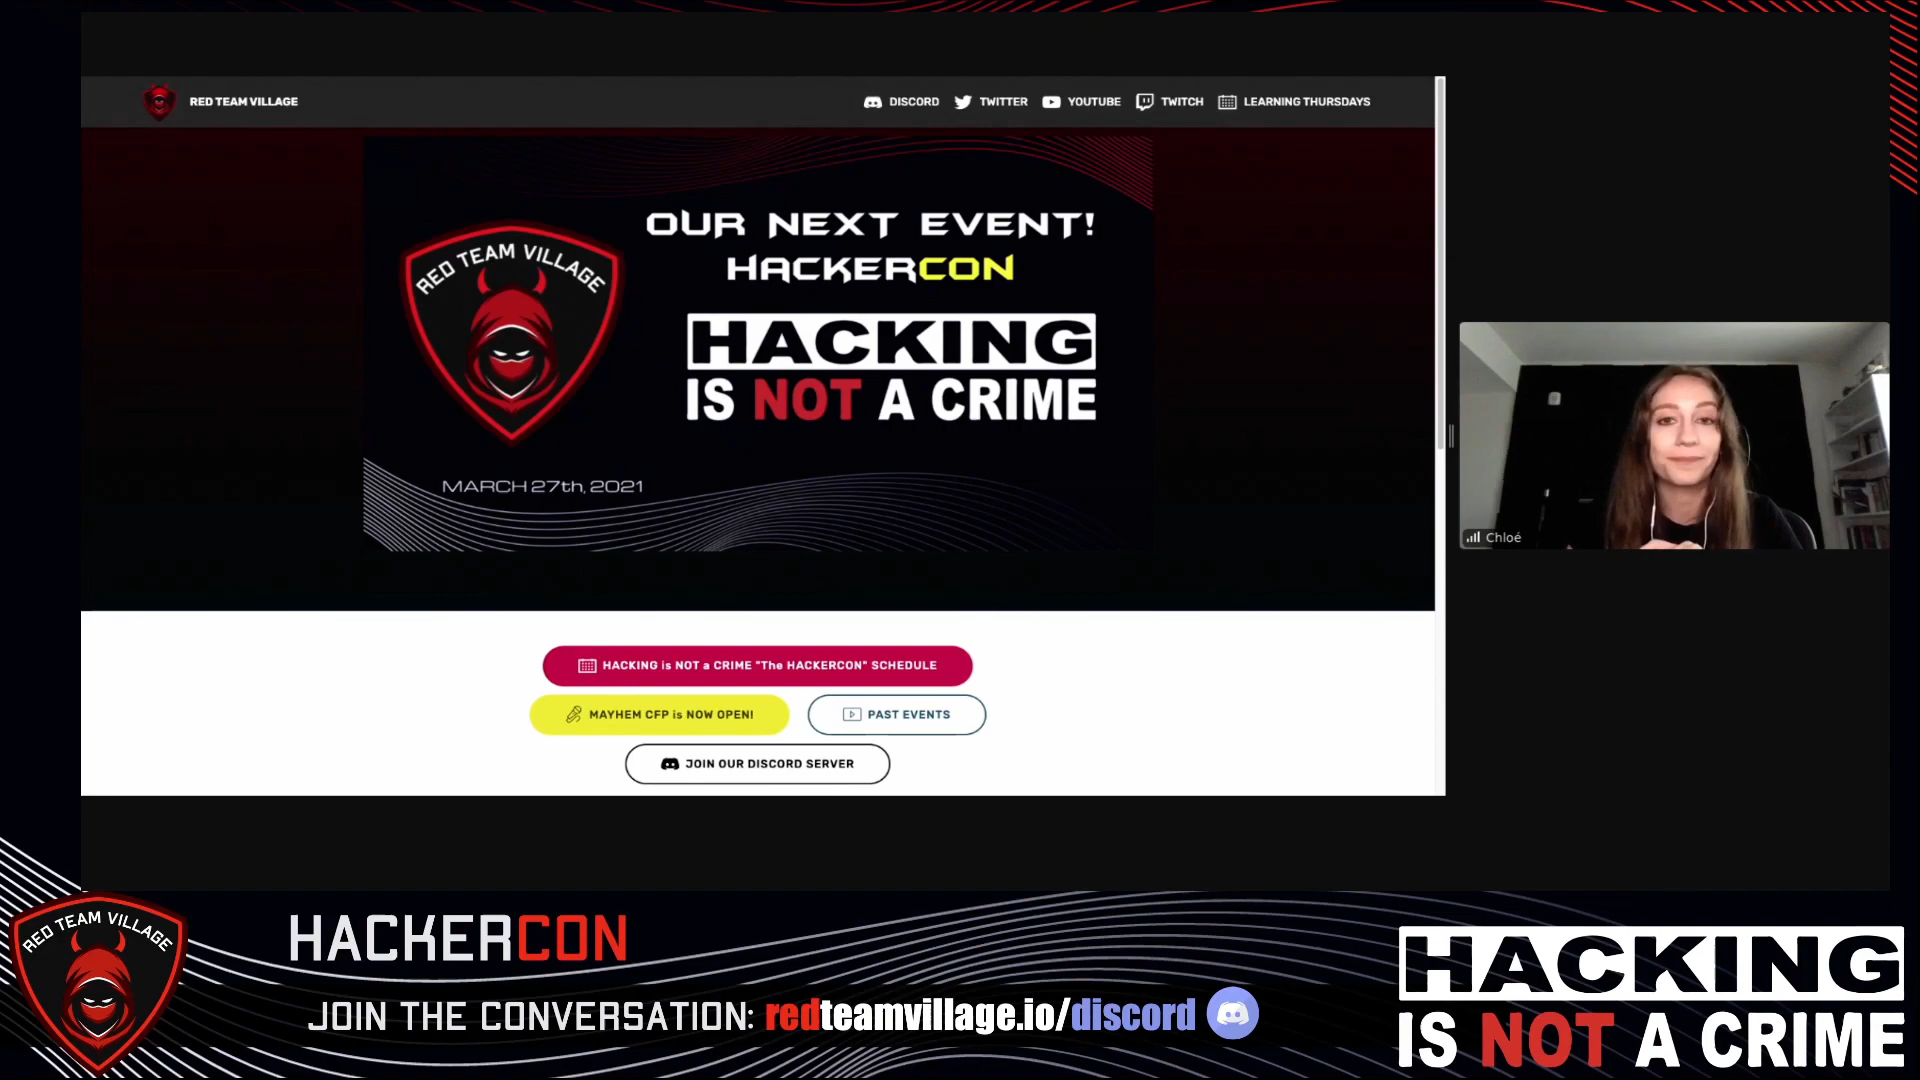 RED TEAM VILLAGE
DISCORD TWITTER YOUTUBE TWITCH LEARNING THURSDAYS
RED TEAM VILLAGE
OUR NEXT EVENT!
HACKERCON
HACKING
IS NOT A CRIME
MARCH 27th, 2021
Chloé
HACKING is NOT a CRIME "The HACKERCON" SCHEDULE
MAYHEM CFP is NOW OPEN!
PAST EVENTS
JOIN OUR DISCORD SERVER
RED TEAM VILLAGE
HACKERCON
JOIN THE CONVERSATION: redteamvillage.io/discord
HACKING
IS NOT A CRIME